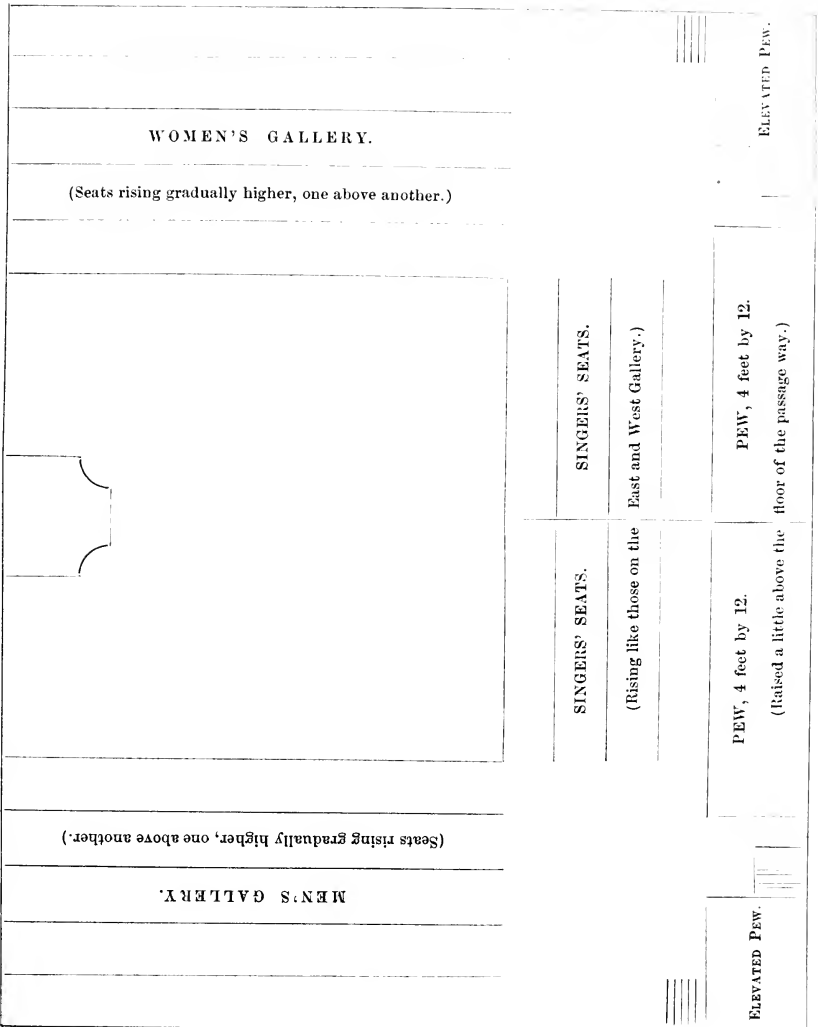 WOMEN'S GALLERY.
(Seats rising gradually higher, one above another.)
ELEVATED PEW.
SINGERS' SEATS.
SINGERS' SEATS.
(Rising like those on the East and West Gallery.)
PEW, 4 feet by 12.
PEW, 4 feet by 12.
(Raised a little above the floor of the passage way.)
MEN'S GALLERY.
(Seats rising gradually higher, one above another.)
ELEVATED PEW.